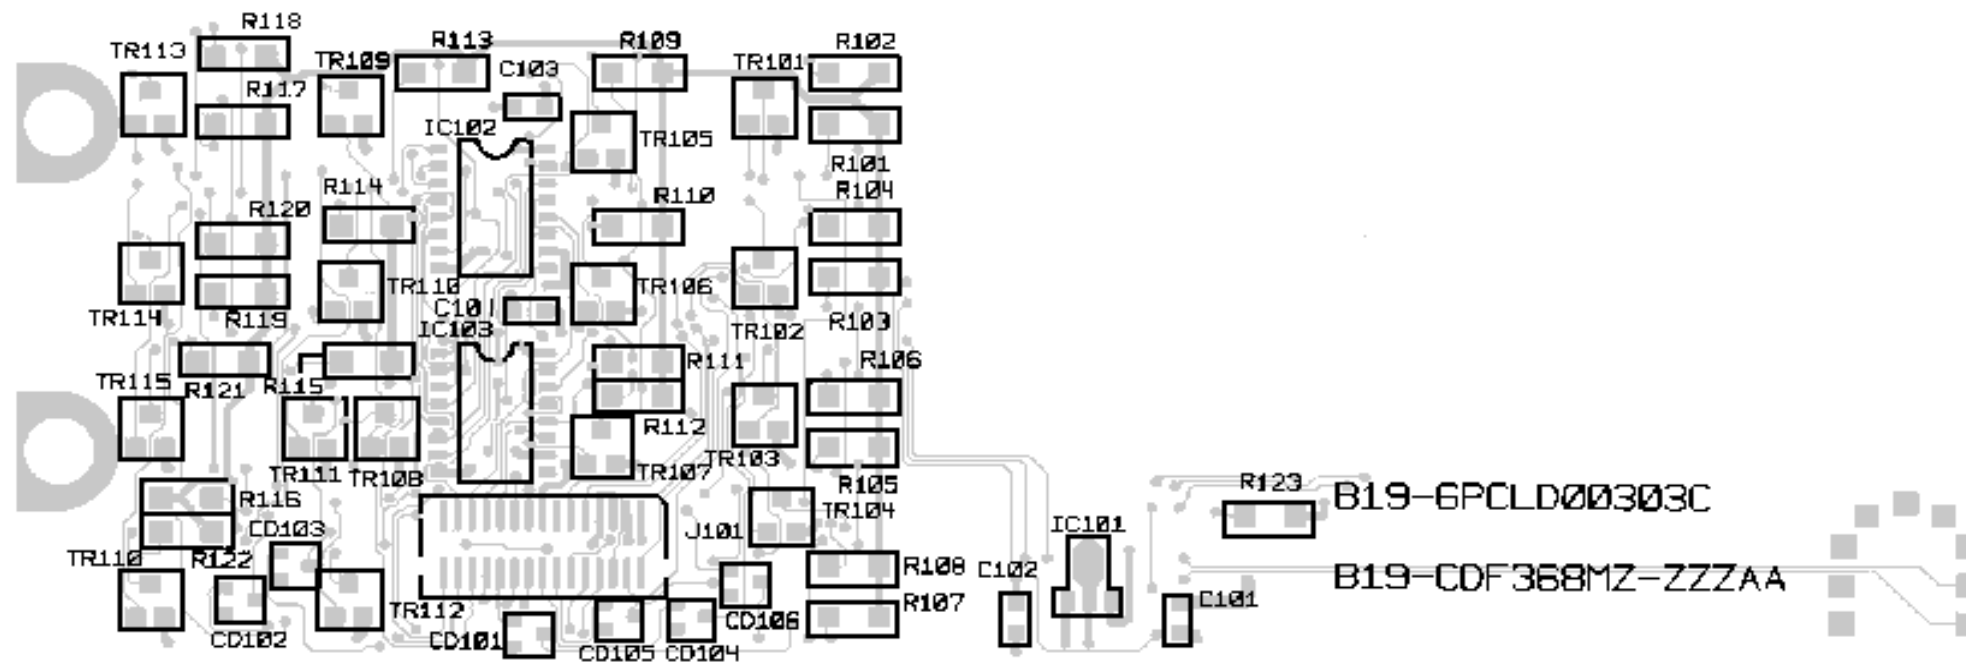 R118
TR113
TR109
R113
C103
R109
TR101
R102
R117
IC102
TR105
R101
R114
R120
R110
R104
TR110
TR106
C101
IC103
TR114
R119
TR102
R103
R111
R106
TR115
R121
R115
R112
TR103
TR111
TR108
TR107
R105
R116
CD103
J101
TR104
R123
B19-6PCLD00303C
IC101
TR110
R122
R108
C102
B19-CDF368MZ-ZZZAA
R107
C101
TR112
CD106
CD102
CD101
CD105
CD104